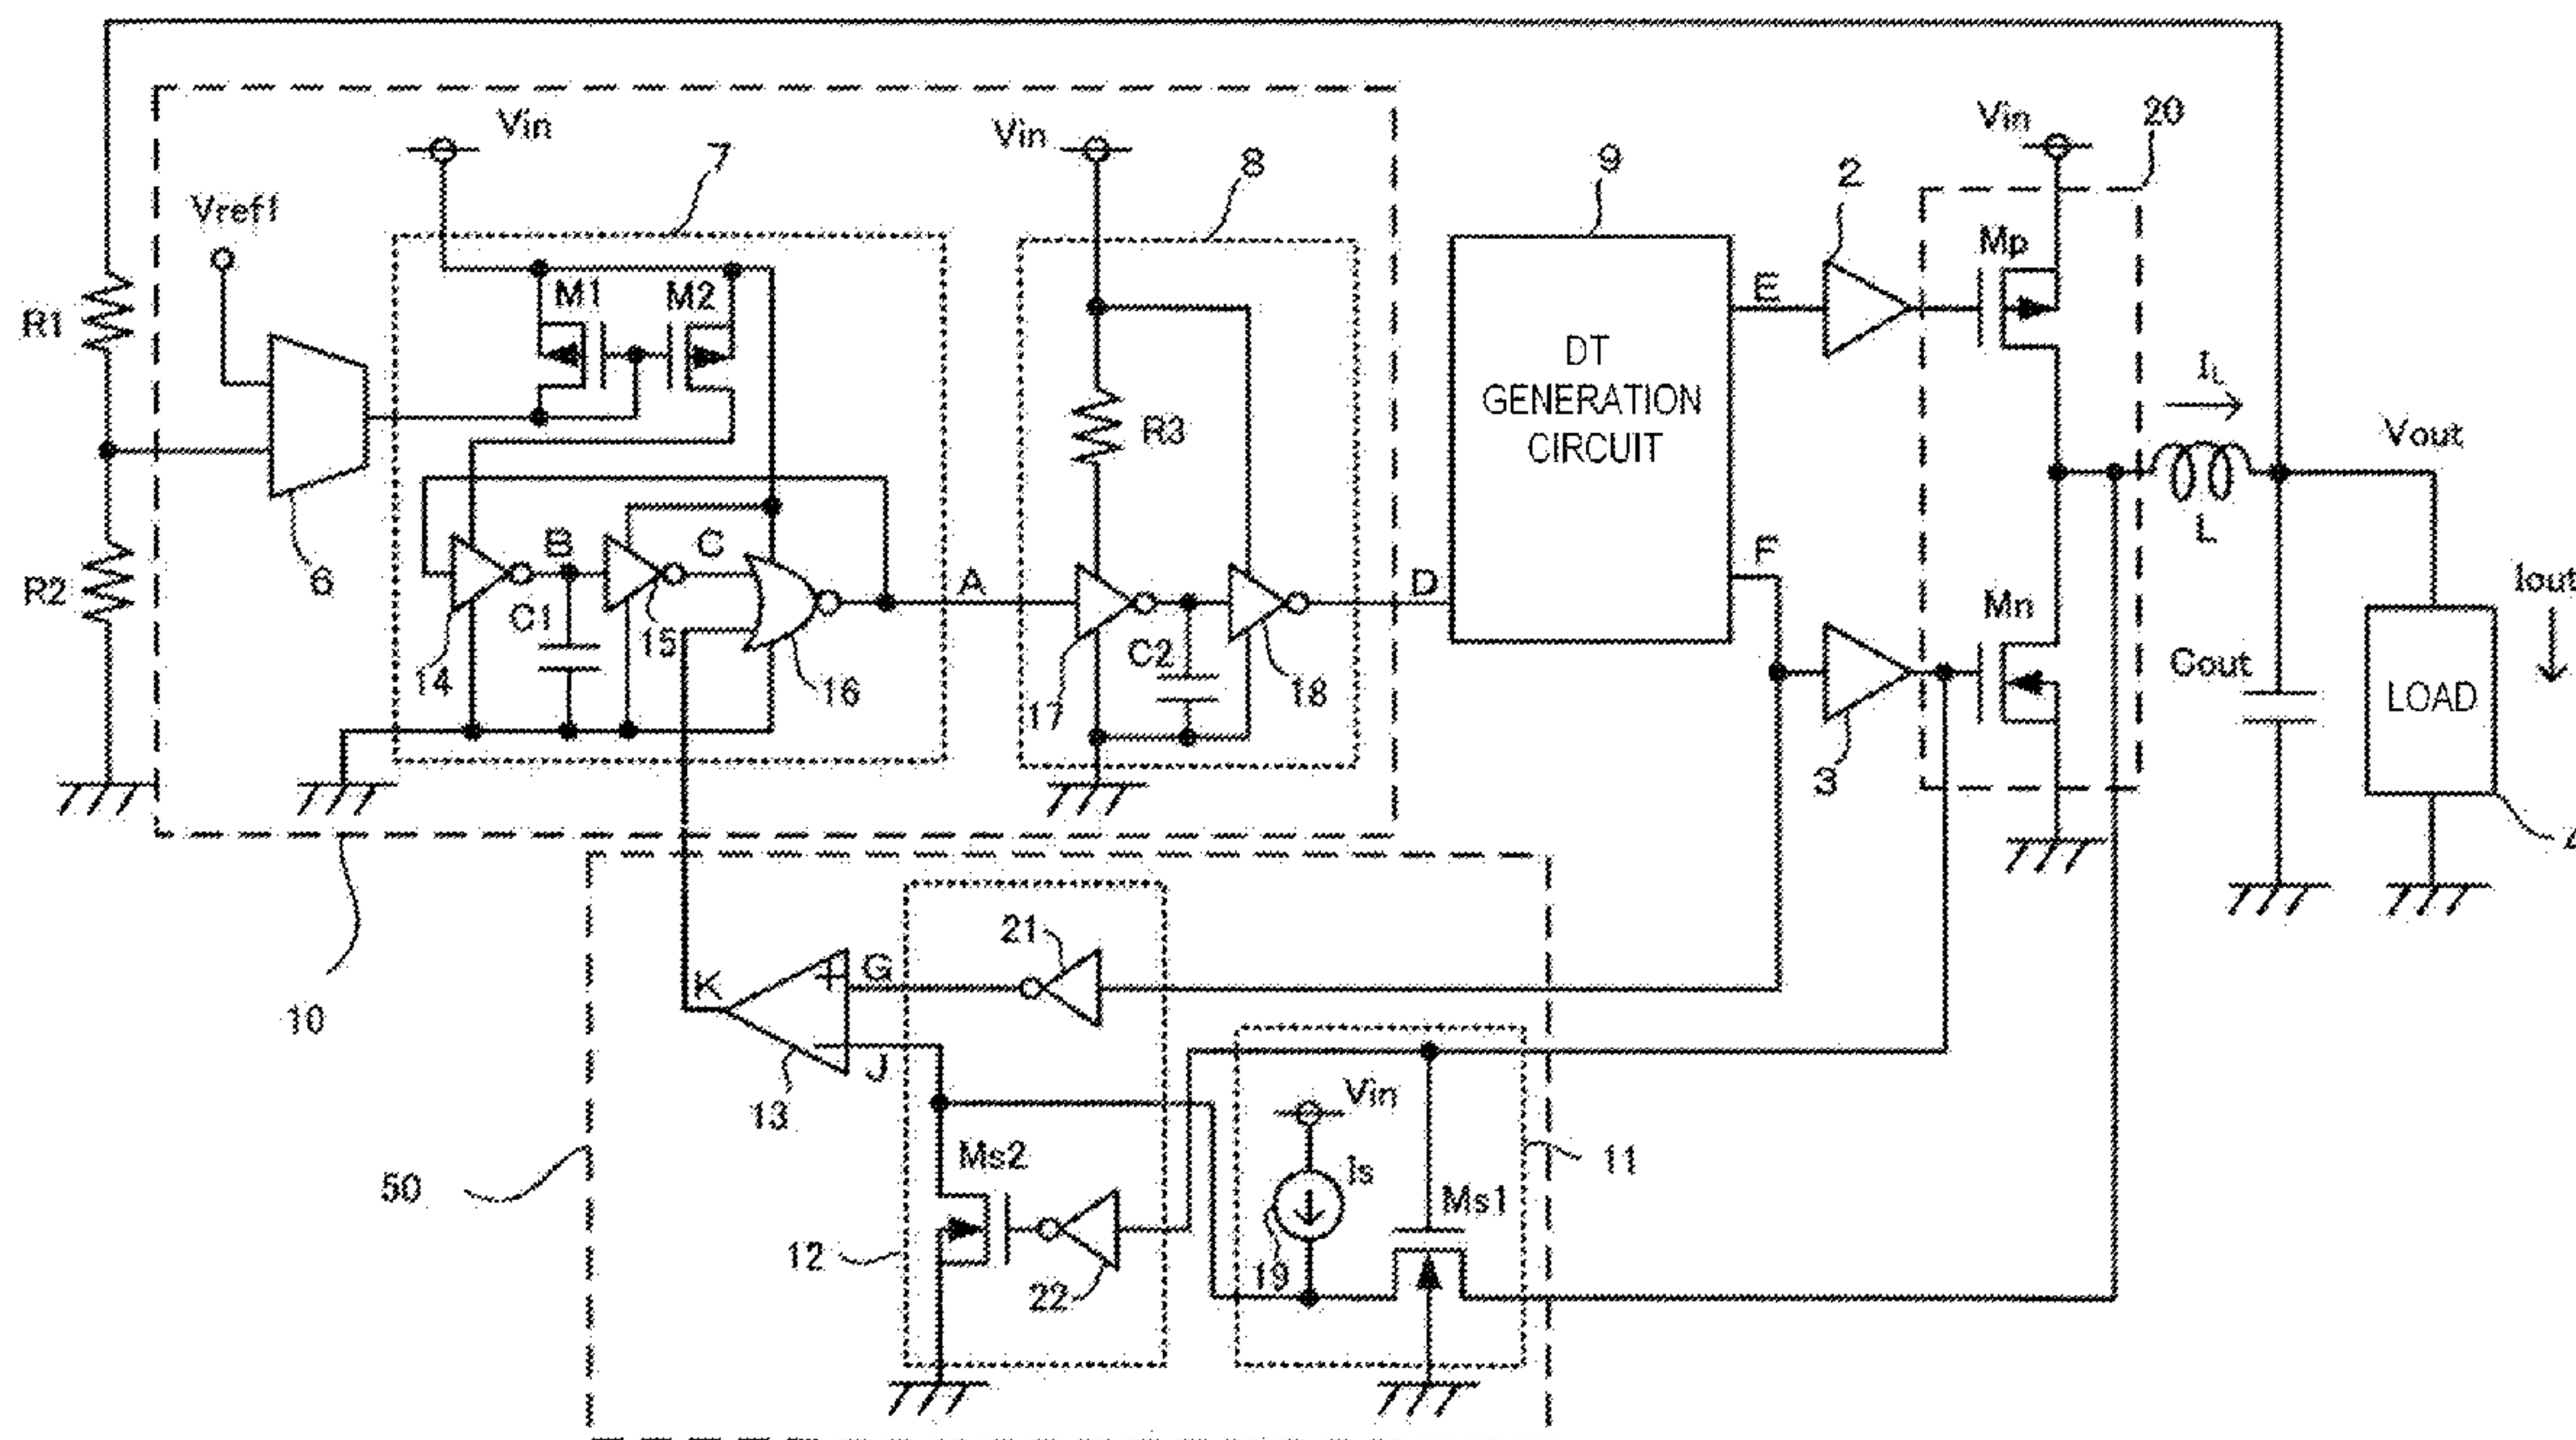 Vin
7
Vin
8
9
2
Vin
20
Vref1
M1
M2
Mp
E
R1
R3
DT
GENERATION
CIRCUIT
IL
Vout
6
B
C
A
D
F
L
Iout
R2
C1
15
14
16
C2
17
18
Mn
3
Cout
LOAD
10
21
K
+
G
13
J
Vin
50
Ms2
Is
Ms1
11
12
19
22